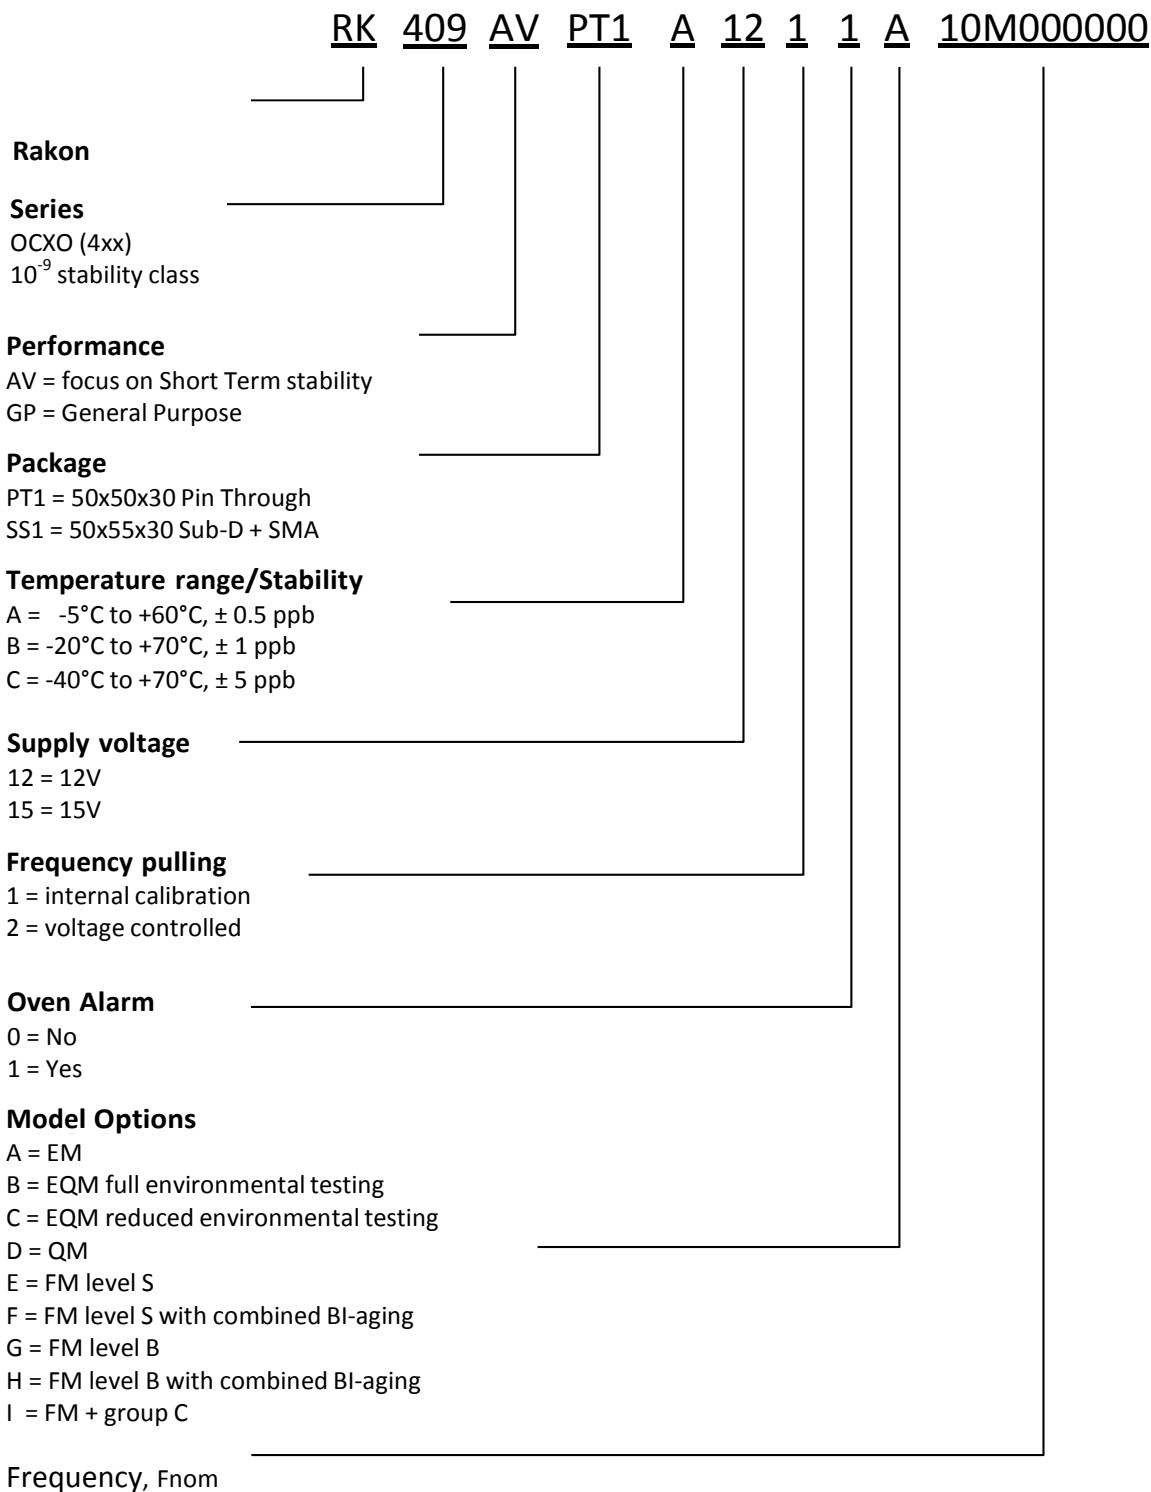 RK 409 AV PT1 A 12 1 1 A 10M000000
Rakon
Series
OCXO (4xx)
10⁻⁹ stability class
Performance
AV = focus on Short Term stability
GP = General Purpose
Package
PT1 = 50x50x30 Pin Through
SS1 = 50x55x30 Sub-D + SMA
Temperature range/Stability
A = -5°C to +60°C, ± 0.5 ppb
B = -20°C to +70°C, ± 1 ppb
C = -40°C to +70°C, ± 5 ppb
Supply voltage
12 = 12V
15 = 15V
Frequency pulling
1 = internal calibration
2 = voltage controlled
Oven Alarm
0 = No
1 = Yes
Model Options
A = EM
B = EQM full environmental testing
C = EQM reduced environmental testing
D = QM
E = FM level S
F = FM level S with combined BI-aging
G = FM level B
H = FM level B with combined BI-aging
I = FM + group C
Frequency, Fnom